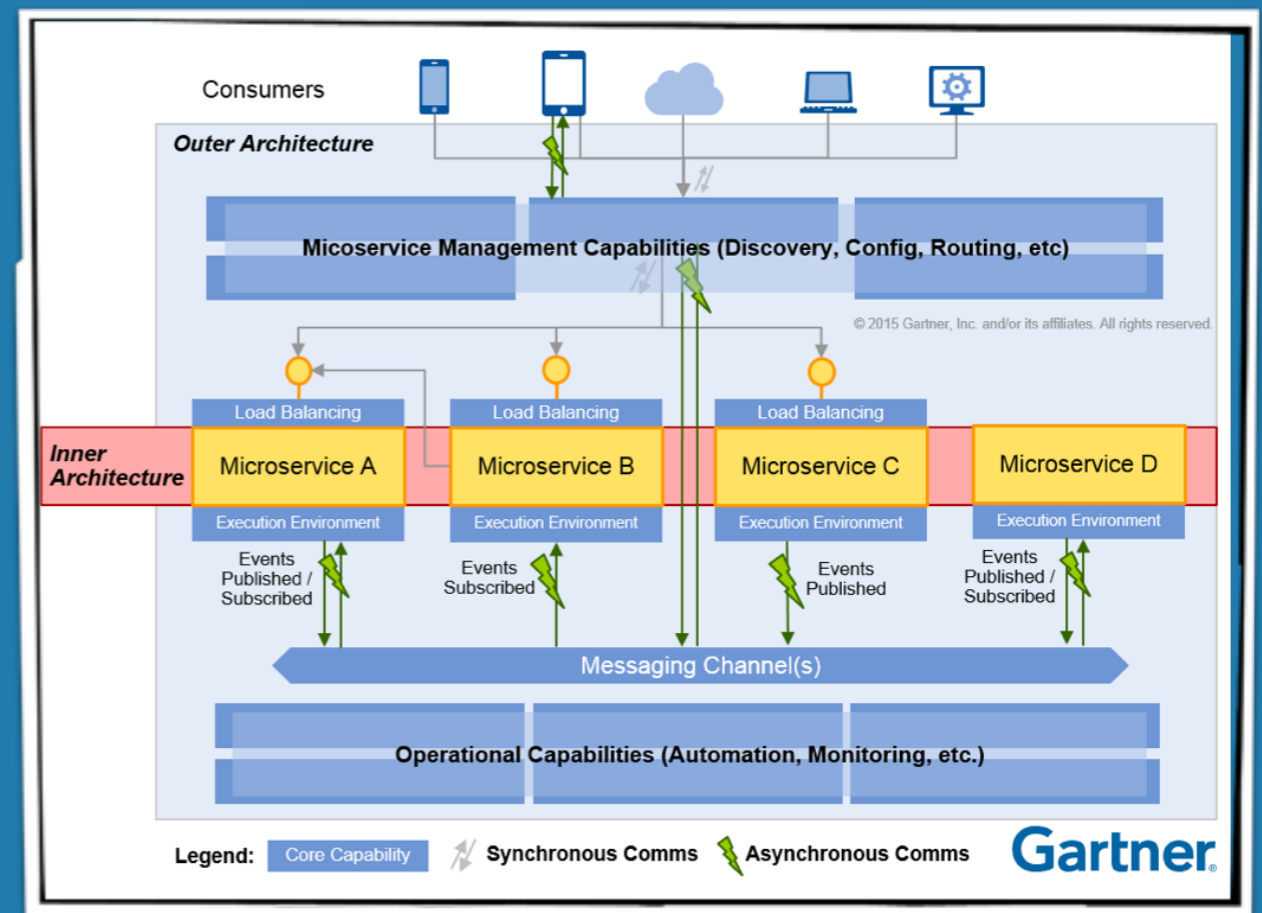 Consumers
Outer Architecture
Micoservice Management Capabilities (Discovery, Config, Routing, etc)
© 2015 Gartner, Inc. and/or its affiliates. All rights reserved.
Load Balancing
Load Balancing
Load Balancing
Inner
Architecture
Microservice A
Microservice B
Microservice C
Microservice D
Execution Environment
Execution Environment
Execution Environment
Execution Environment
Events
Published /
Subscribed
Events
Subscribed
Events
Published
Events
Published /
Subscribed
Messaging Channel(s)
Operational Capabilities (Automation, Monitoring, etc.)
Legend:
Core Capability
Synchronous Comms
Asynchronous Comms
Gartner®